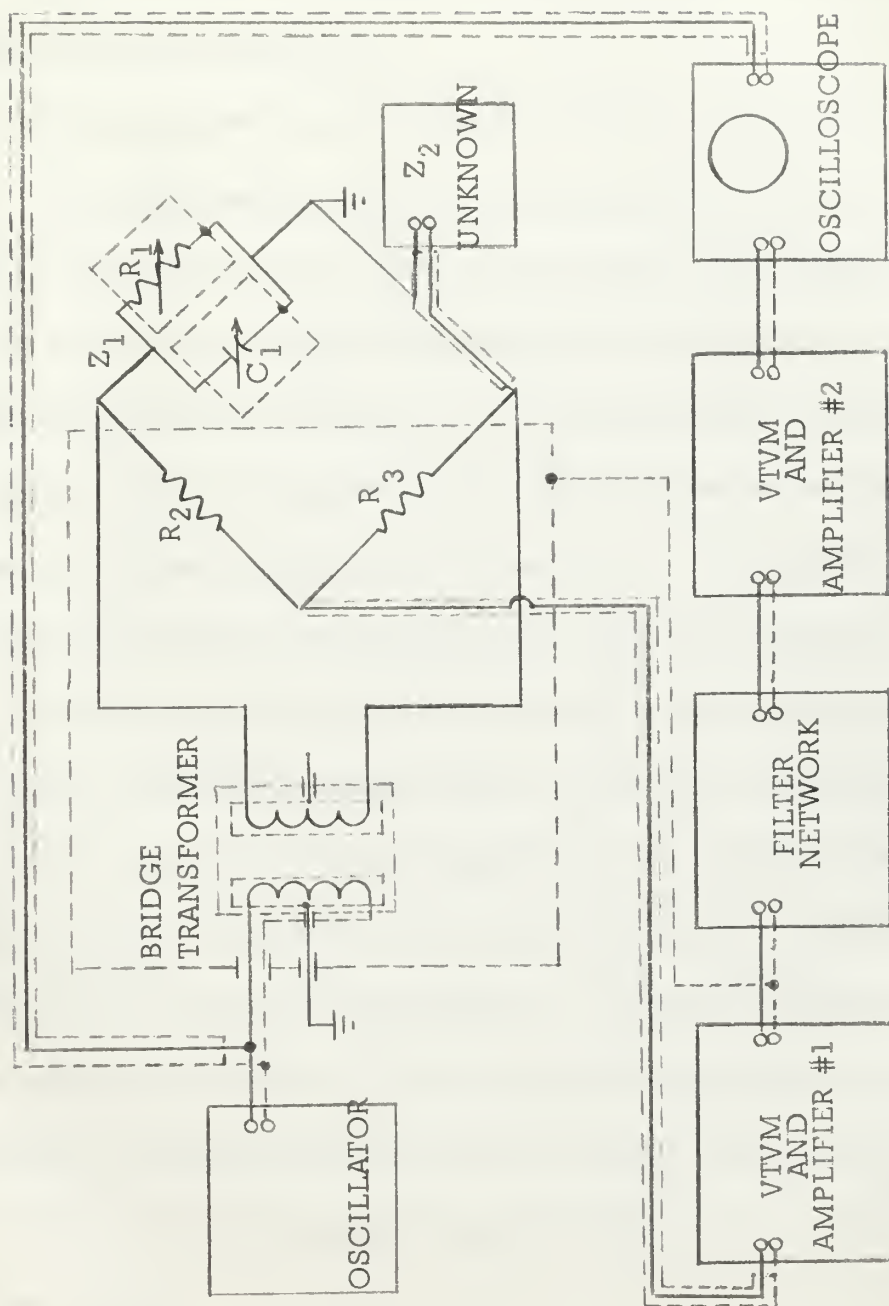 OSCILLATOR
BRIDGE
TRANSFORMER
Z1
R1
C1
R2
R3
Z2
UNKNOWN
VTVM
AND
AMPLIFIER #1
FILTER
NETWORK
VTVM
AND
AMPLIFIER #2
OSCILLOSCOPE